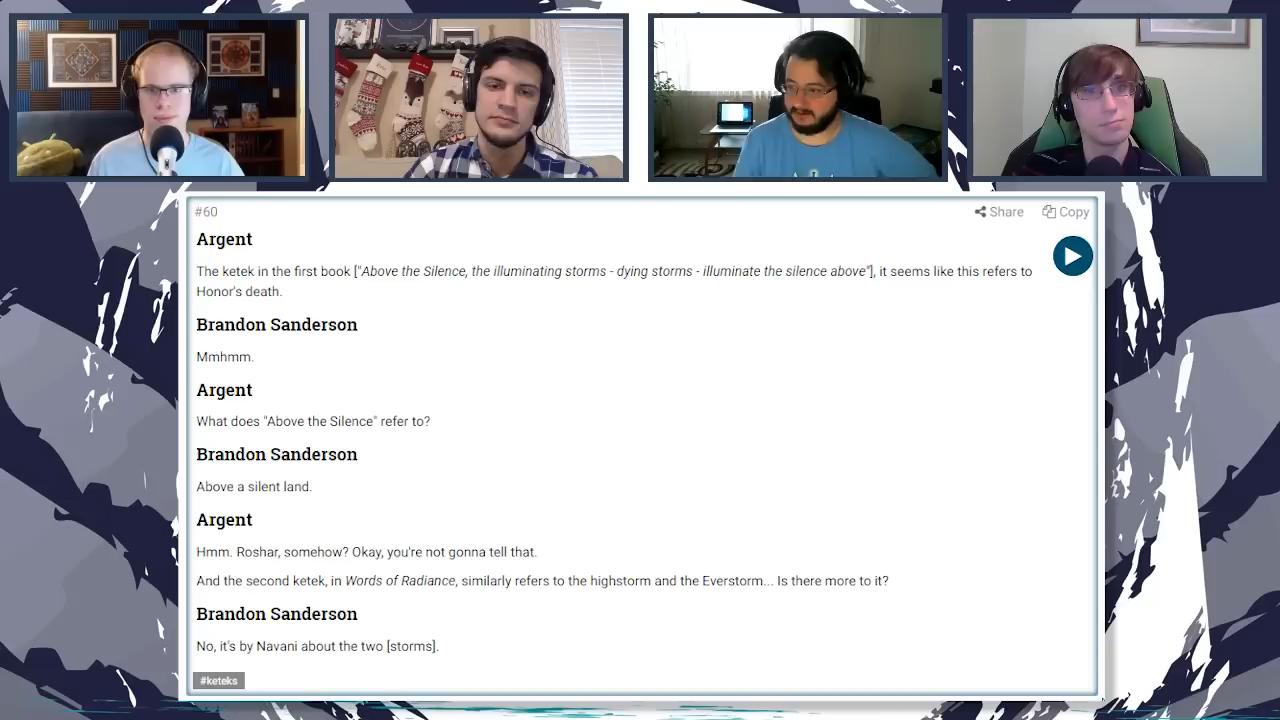 #60
Share
Copy
Argent
The ketek in the first book ["Above the Silence, the illuminating storms - dying storms - illuminate the silence above"], it seems like this refers to
Honor's death.
Brandon Sanderson
Mmhmm.
Argent
What does "Above the Silence" refer to?
Brandon Sanderson
Above a silent land.
Argent
Hmm. Roshar, somehow? Okay, you're not gonna tell that.
And the second ketek, in Words of Radiance, similarly refers to the highstorm and the Everstorm... Is there more to it?
Brandon Sanderson
No, it's by Navani about the two [storms].
#keteks